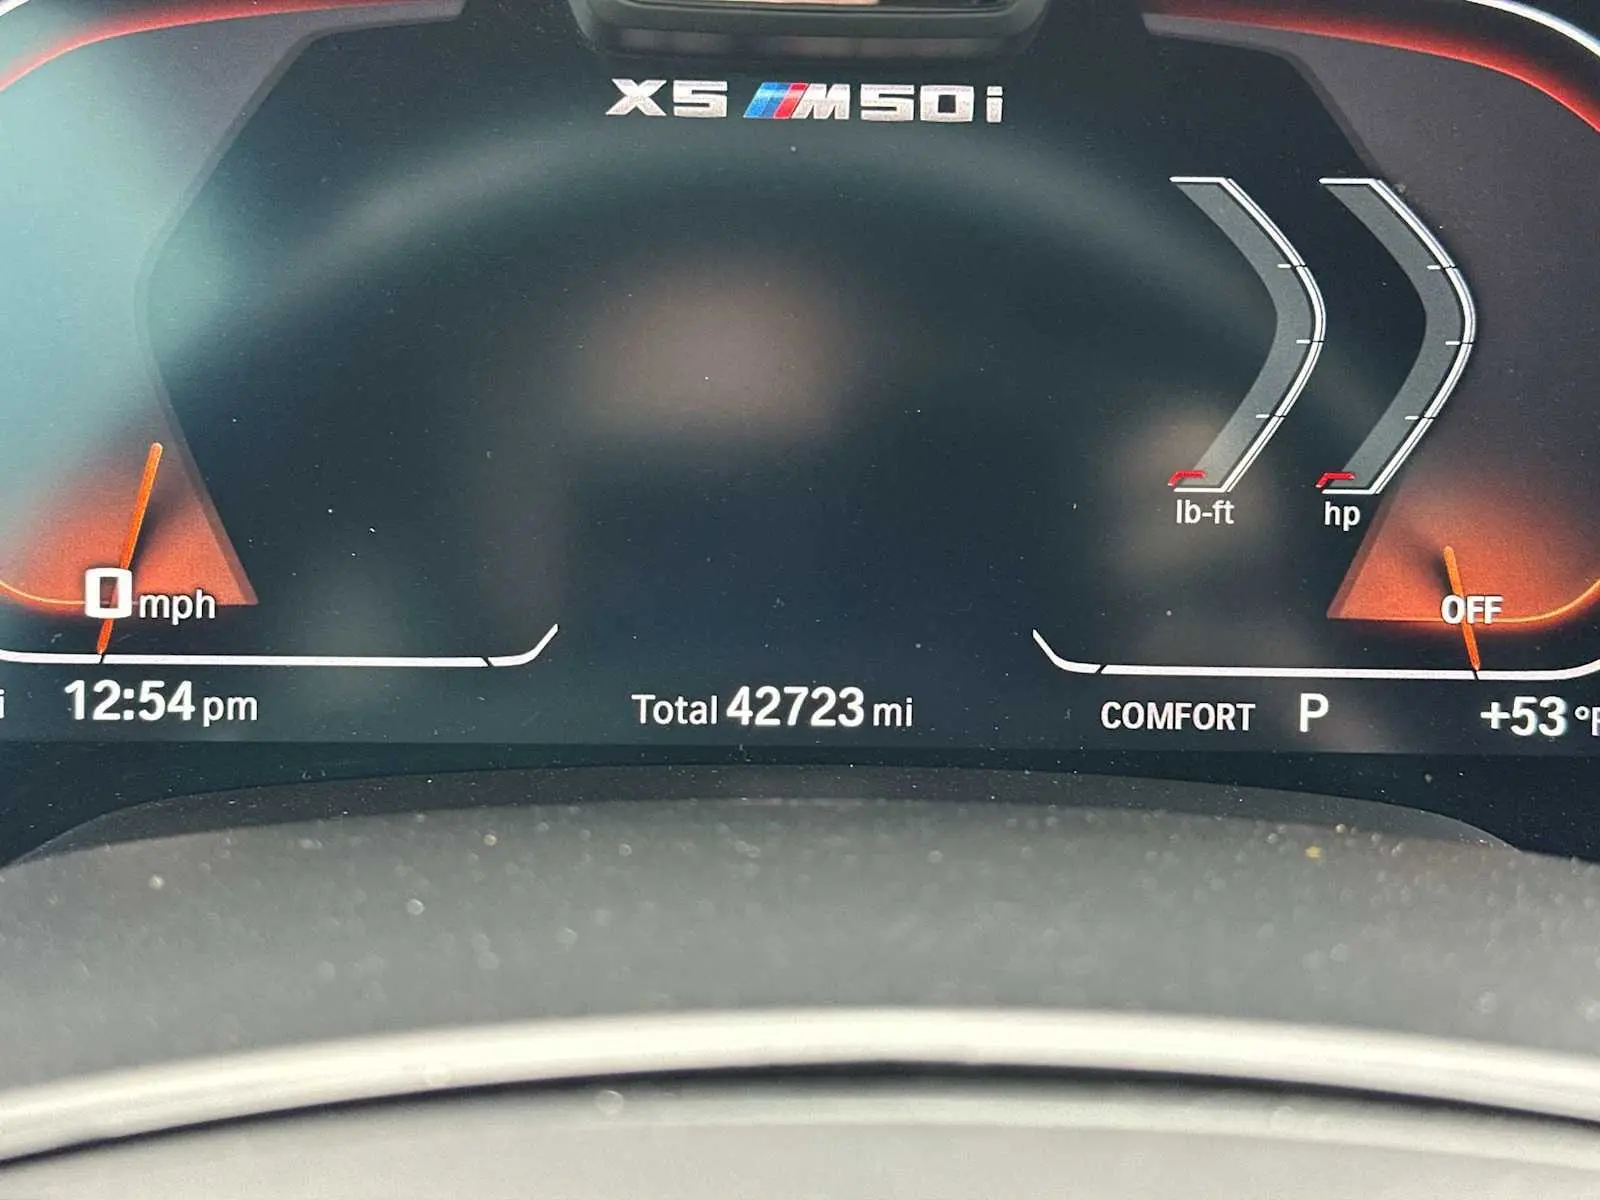 X5 M50i
lb-ft hp
0 mph
OFF
12:54 pm Total 42723 mi COMFORT P +53 °F